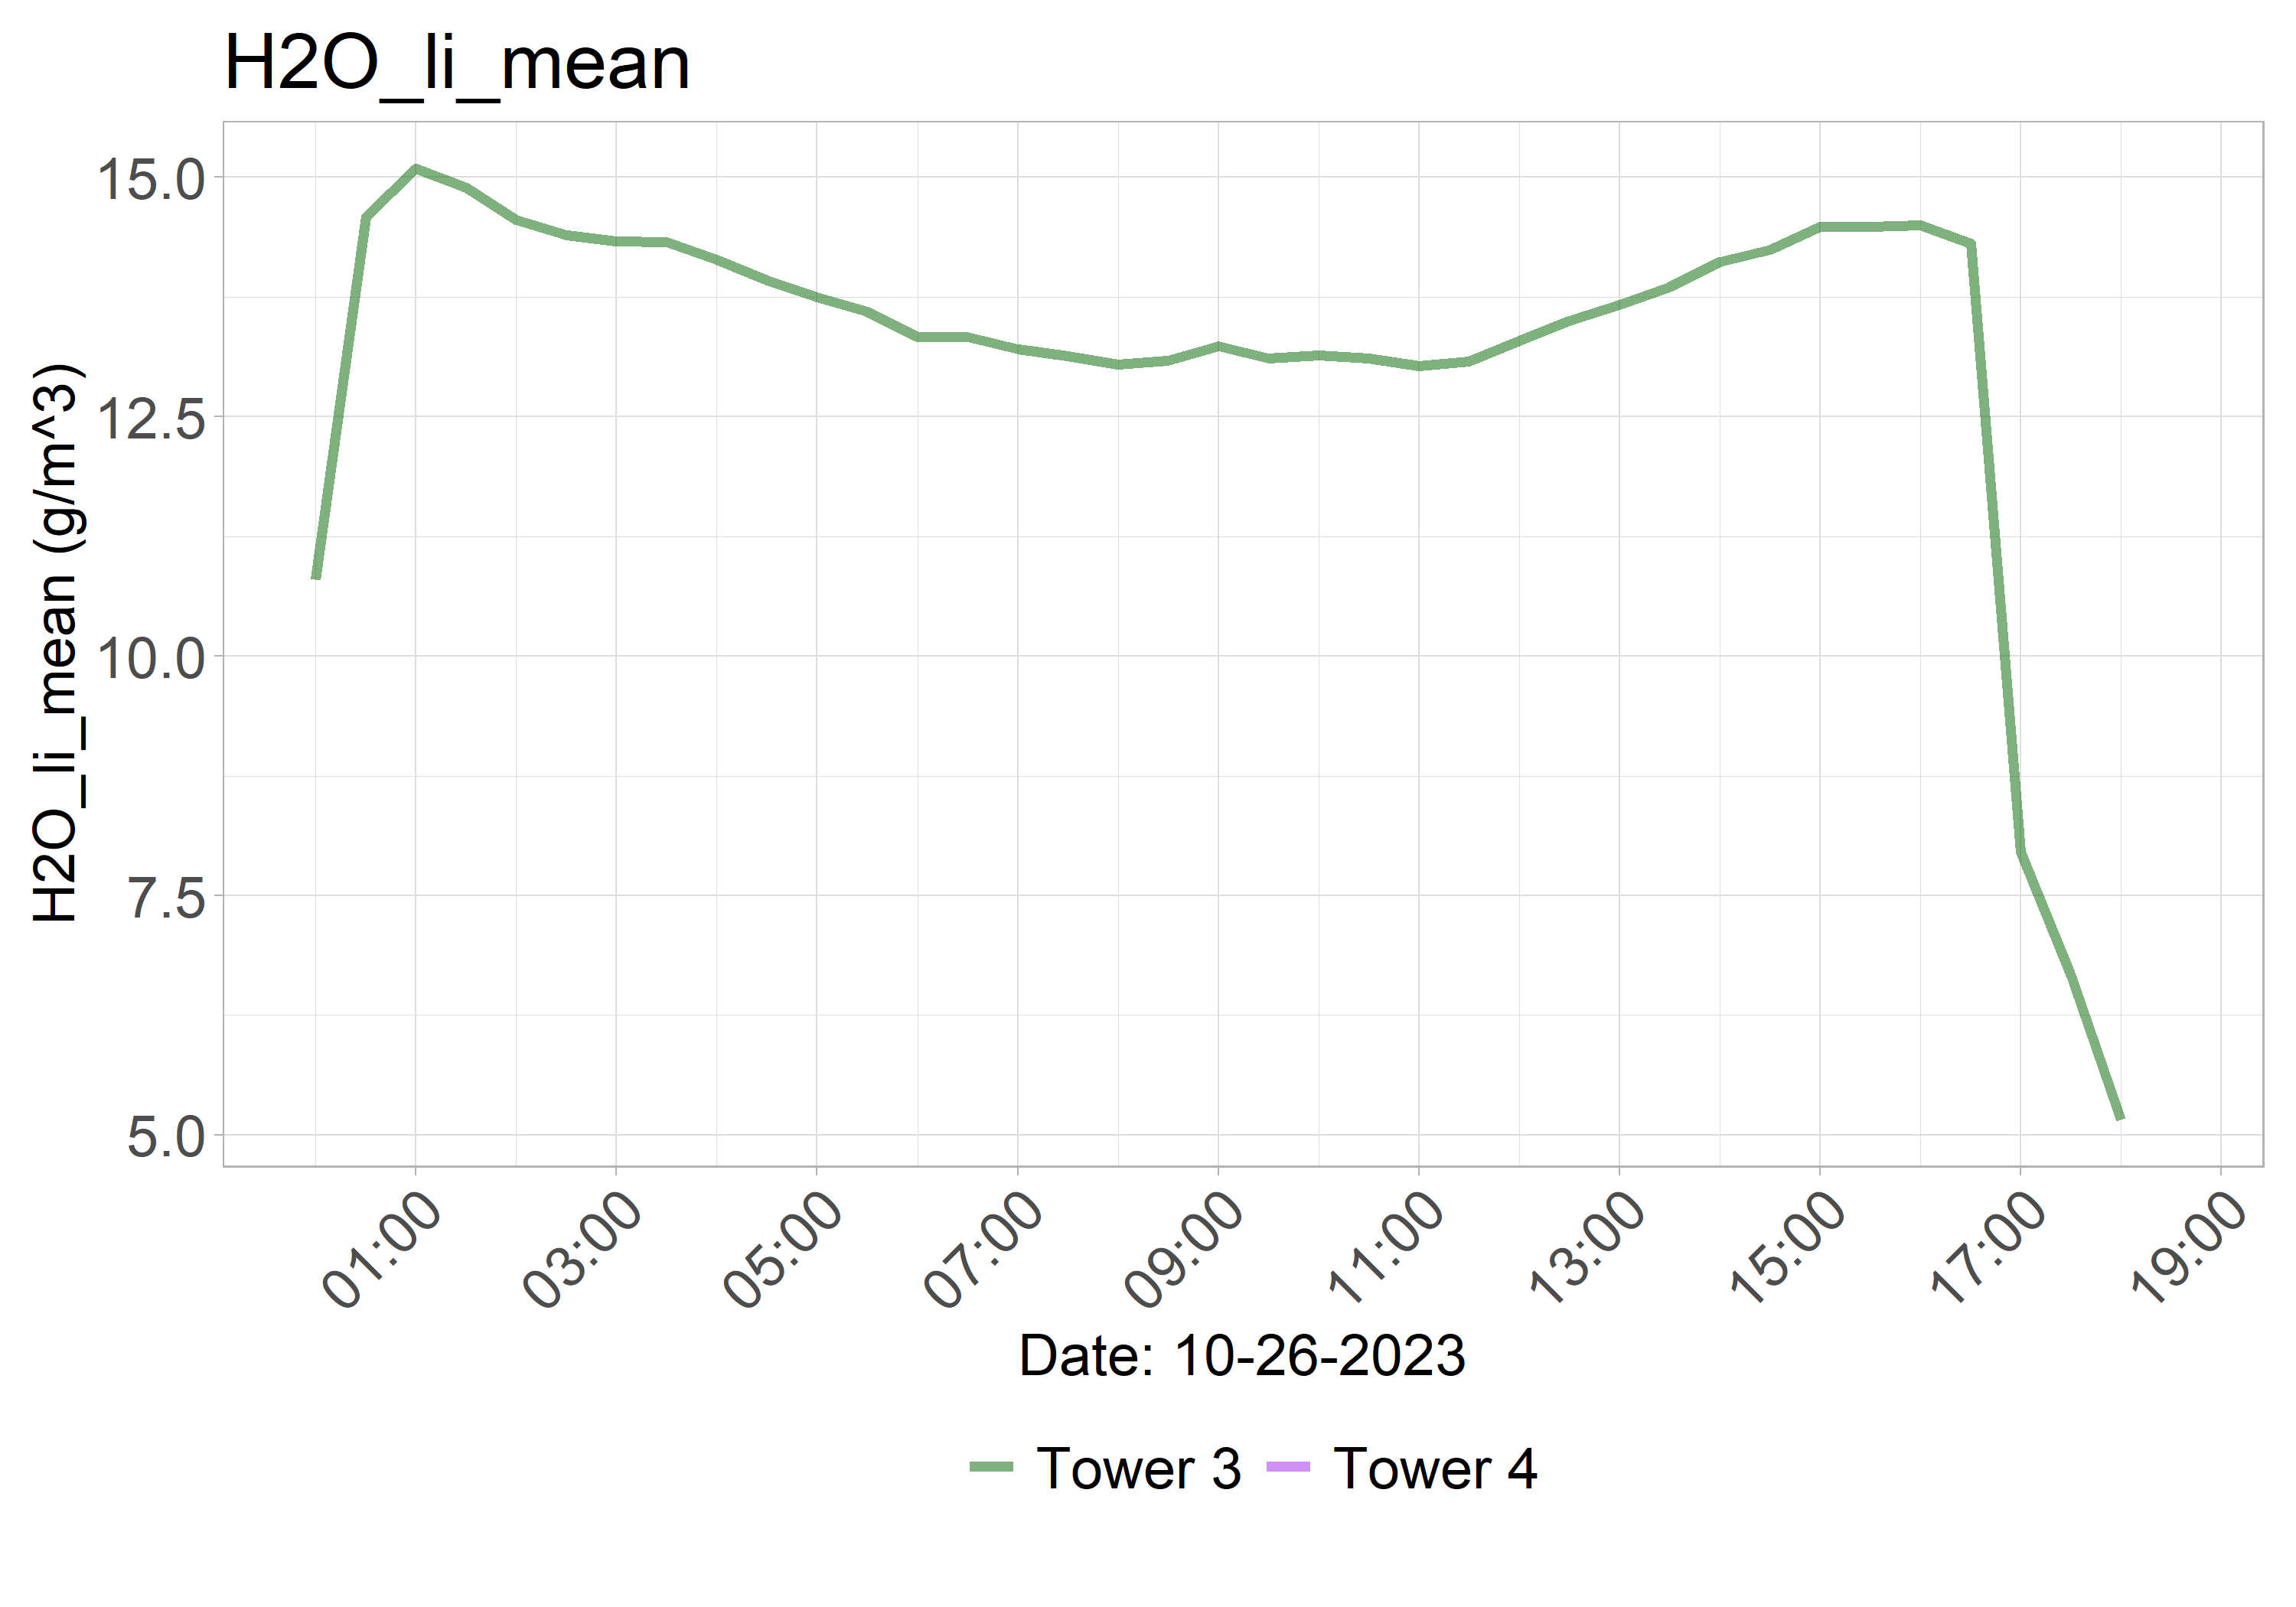 H2O_li_mean
H2O_li_mean (g/m^3)
15.0
12.5
10.0
7.5
5.0
01:00 03:00 05:00 07:00 09:00 11:00 13:00 15:00 17:00 19:00
Date: 10-26-2023
Tower 3 Tower 4